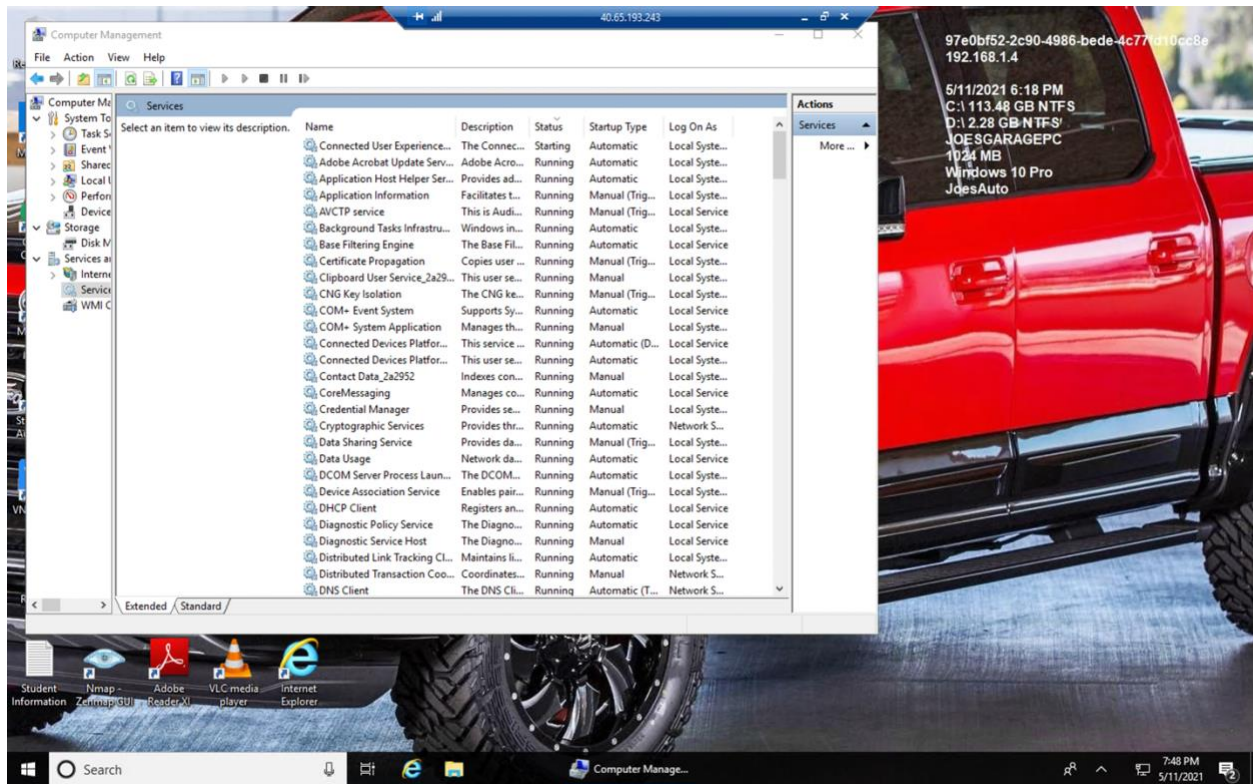 40.65.193.243
Computer Management
File Action View Help
Computer Ma
System To
Task S
Event
Shared
Local
Perfor
Device
Storage
Disk M
Services a
Interne
Service
WMI C
Services
Select an item to view its description.
Name Description Status Startup Type Log On As
Connected User Experience... The Connec... Starting Automatic Local Syste...
Adobe Acrobat Update Serv... Adobe Acro... Running Automatic Local Syste...
Application Host Helper Ser... Provides ad... Running Automatic Local Syste...
Application Information Facilitates t... Running Manual (Trig... Local Syste...
AVCTP service This is Audi... Running Manual (Trig... Local Service
Background Tasks Infrastru... Windows in... Running Automatic Local Syste...
Base Filtering Engine The Base Fil... Running Automatic Local Service
Certificate Propagation Copies user ... Running Manual (Trig... Local Syste...
Clipboard User Service_2a29... This user se... Running Manual Local Syste...
CNG Key Isolation The CNG ke... Running Manual (Trig... Local Syste...
COM+ Event System Supports Sy... Running Automatic Local Service
COM+ System Application Manages th... Running Manual Local Syste...
Connected Devices Platfor... This service ... Running Automatic (D... Local Service
Connected Devices Platfor... This user se... Running Automatic Local Syste...
Contact Data_2a2952 Indexes con... Running Manual Local Syste...
CoreMessaging Manages co... Running Automatic Local Service
Credential Manager Provides se... Running Manual Local Syste...
Cryptographic Services Provides thr... Running Automatic Network S...
Data Sharing Service Provides da... Running Manual (Trig... Local Syste...
Data Usage Network da... Running Automatic Local Service
DCOM Server Process Laun... The DCOM... Running Automatic Local Syste...
Device Association Service Enables pair... Running Manual (Trig... Local Syste...
DHCP Client Registers an... Running Automatic Local Service
Diagnostic Policy Service The Diagno... Running Automatic Local Service
Diagnostic Service Host The Diagno... Running Manual Local Service
Distributed Link Tracking Cl... Maintains li... Running Automatic Local Syste...
Distributed Transaction Coo... Coordinates... Running Manual Network S...
DNS Client The DNS Cli... Running Automatic (T... Network S...
Extended Standard
Actions
Services
More ...
192.168.1.4
5/11/2021 6:18 PM
C:\ 113.48 GB NTFS
D:\ 2.28 GB NTFS
JOESGARAGEPC
1024 MB
Windows 10 Pro
JoesAuto
Student Information
Nmap - Zenmap GUI
Adobe Reader XI
VLC media player
Internet Explorer
Search
Computer Manage...
7:48 PM
5/11/2021